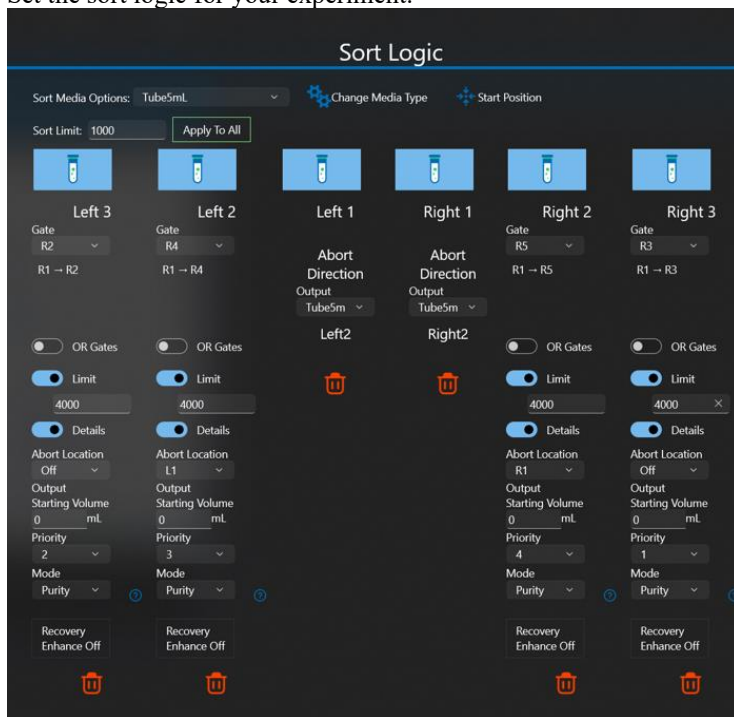 Set the sort logic for your experiment.
Sort Logic
Sort Media Options: Tube5mL Change Media Type Start Position
Sort Limit: 1000 Apply To All
Left 3 Left 2 Left 1 Right 1 Right 2 Right 3
Gate Gate Gate Gate
R2 R4 R5 R3
R1 → R2 R1 → R4 R1 → R5 R1 → R3
Abort Abort
Direction Direction
Output Output
Tube5m Tube5m
Left2 Right2
OR Gates OR Gates OR Gates OR Gates
Limit Limit Limit Limit
4000 4000 4000 4000 ×
Details Details Details Details
Abort Location Abort Location Abort Location Abort Location
Off L1 R1 Off
Output Output Output Output
Starting Volume Starting Volume Starting Volume Starting Volume
0 mL 0 mL 0 mL 0 mL
Priority Priority Priority Priority
2 3 4 1
Mode Mode Mode Mode
Purity Purity Purity Purity
Recovery Recovery Recovery Recovery
Enhance Off Enhance Off Enhance Off Enhance Off